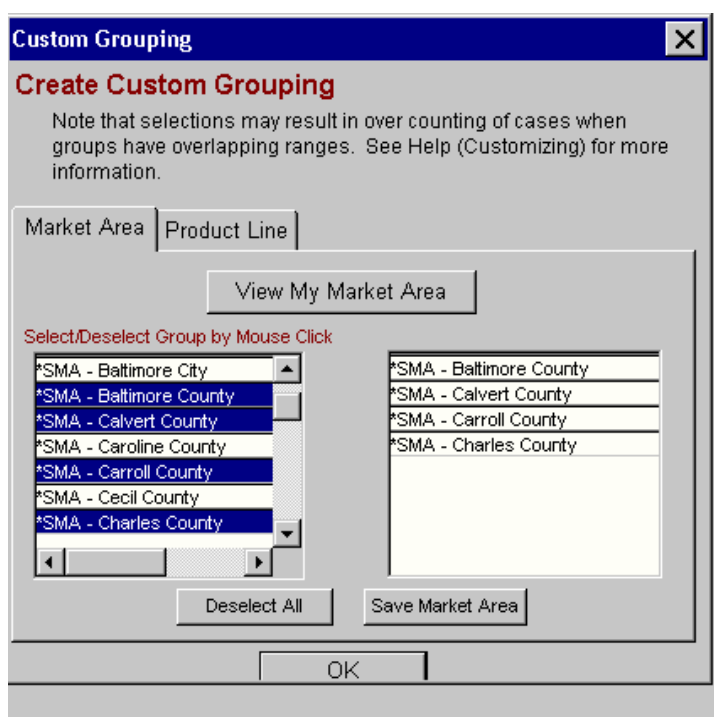 Custom Grouping
Create Custom Grouping
Note that selections may result in over counting of cases when
groups have overlapping ranges. See Help (Customizing) for more
information.
Market Area
Product Line
View My Market Area
Select/Deselect Group by Mouse Click
*SMA - Baltimore City
*SMA - Baltimore County
*SMA - Calvert County
*SMA - Caroline County
*SMA - Carroll County
*SMA - Cecil County
*SMA - Charles County
*SMA - Baltimore County
*SMA - Calvert County
*SMA - Carroll County
*SMA - Charles County
Deselect All
Save Market Area
OK